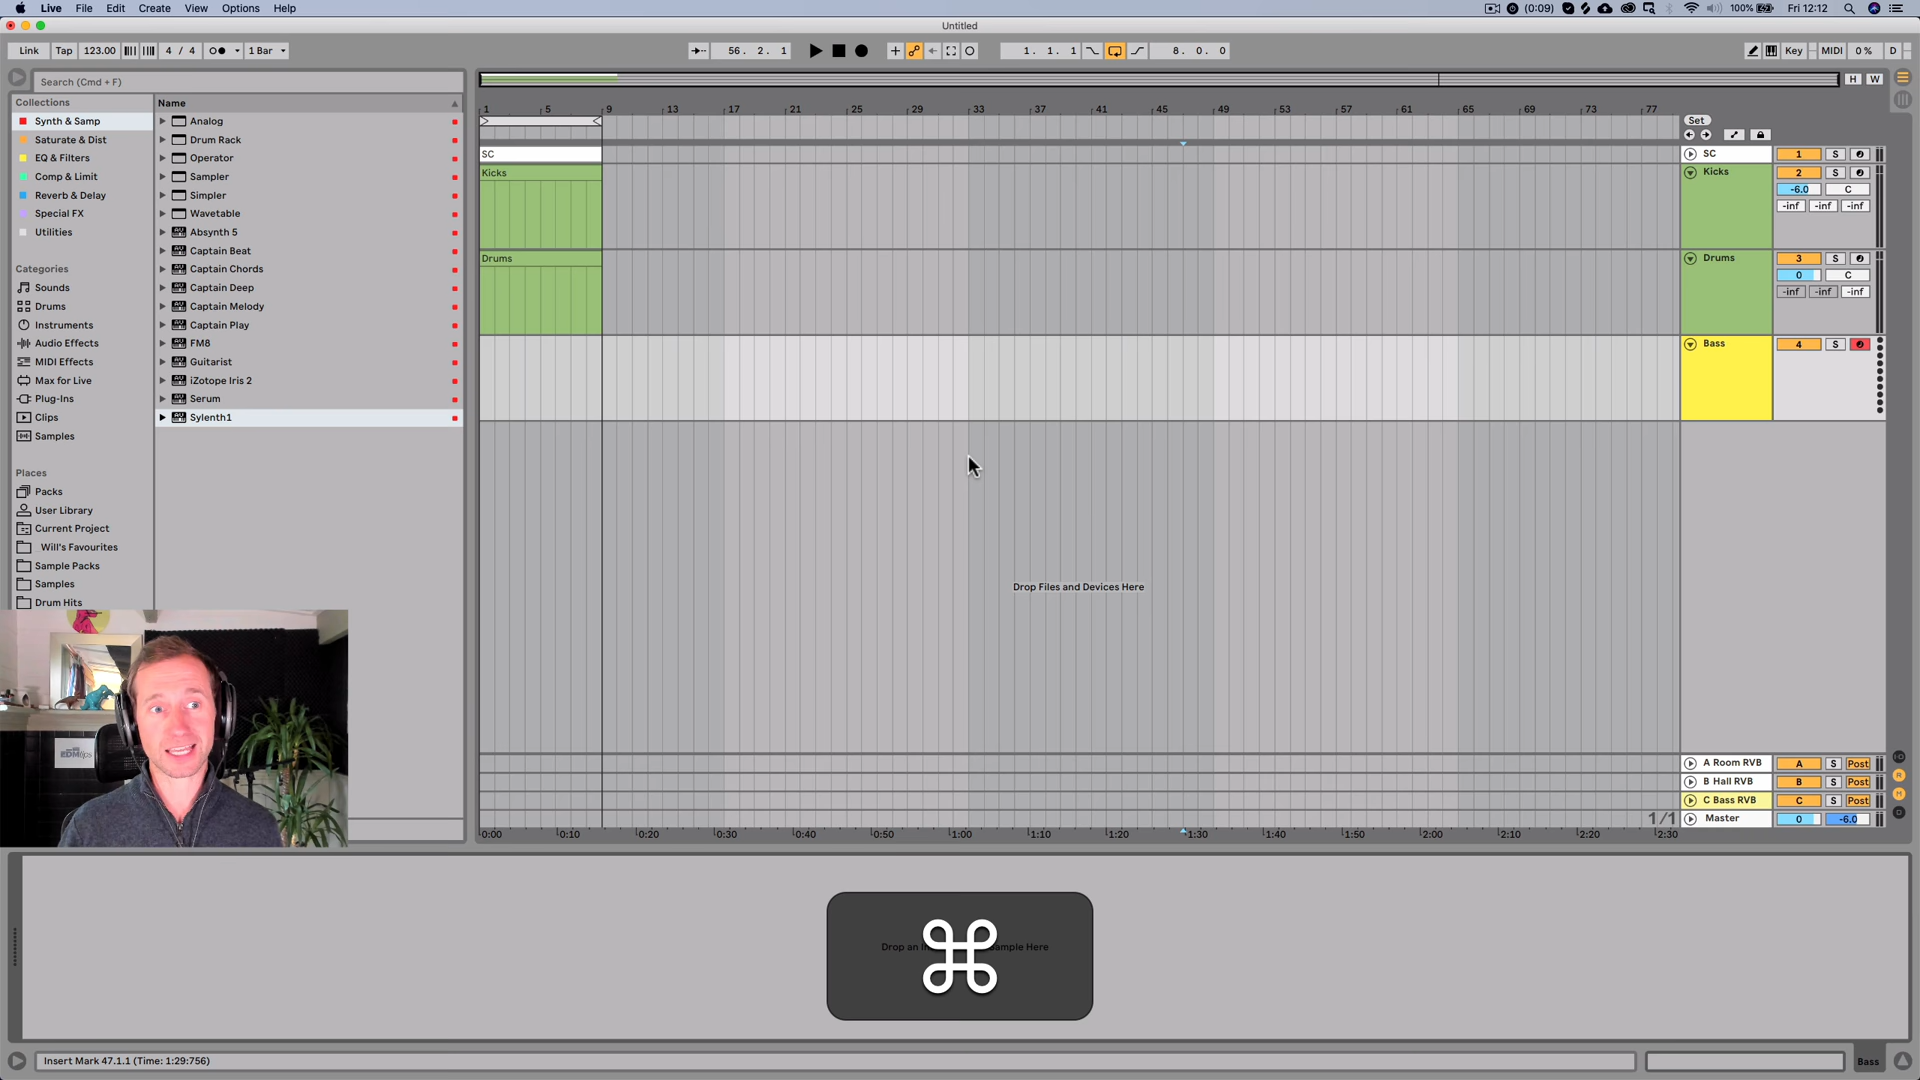 Live File Edit Create View Options Help (0:09) 100% Fri 12:12
Untitled
Link Tap 123.00 4 / 4 1 Bar 56. 2. 1 1. 1. 1 8. 0. 0 Key MIDI 0 % D
Search (Cmd + F)
H W
Collections
Synth & Samp
Saturate & Dist
EQ & Filters
Comp & Limit
Reverb & Delay
Special FX
Utilities
Categories
Sounds
Drums
Instruments
Audio Effects
MIDI Effects
Max for Live
Plug-Ins
Clips
Samples
Places
Packs
User Library
Current Project
_Will's Favourites
Sample Packs
Samples
Drum Hits
Name
Analog
Drum Rack
Operator
Sampler
Simpler
Wavetable
Absynth 5
Captain Beat
Captain Chords
Captain Deep
Captain Melody
Captain Play
FM8
Guitarist
iZotope Iris 2
Serum
Sylenth1
1 5 9 13 17 21 25 29 33 37 41 45 49 53 57 61 65 69 73 77
Set
SC
Kicks
Drums
SC 1 S
Kicks 2 S
-6.0 C
-inf -inf -inf
Drums 3 S
0 C
-inf -inf -inf
Bass 4 S
Drop Files and Devices Here
A Room RVB A S Post
B Hall RVB B S Post
C Bass RVB C S Post
1/1
Master 0 -6.0
0:00 0:10 0:20 0:30 0:40 0:50 1:00 1:10 1:20 1:30 1:40 1:50 2:00 2:10 2:20 2:30
EDMtips
Drop an ample Here
Insert Mark 47.1.1 (Time: 1:29:756)
Bass